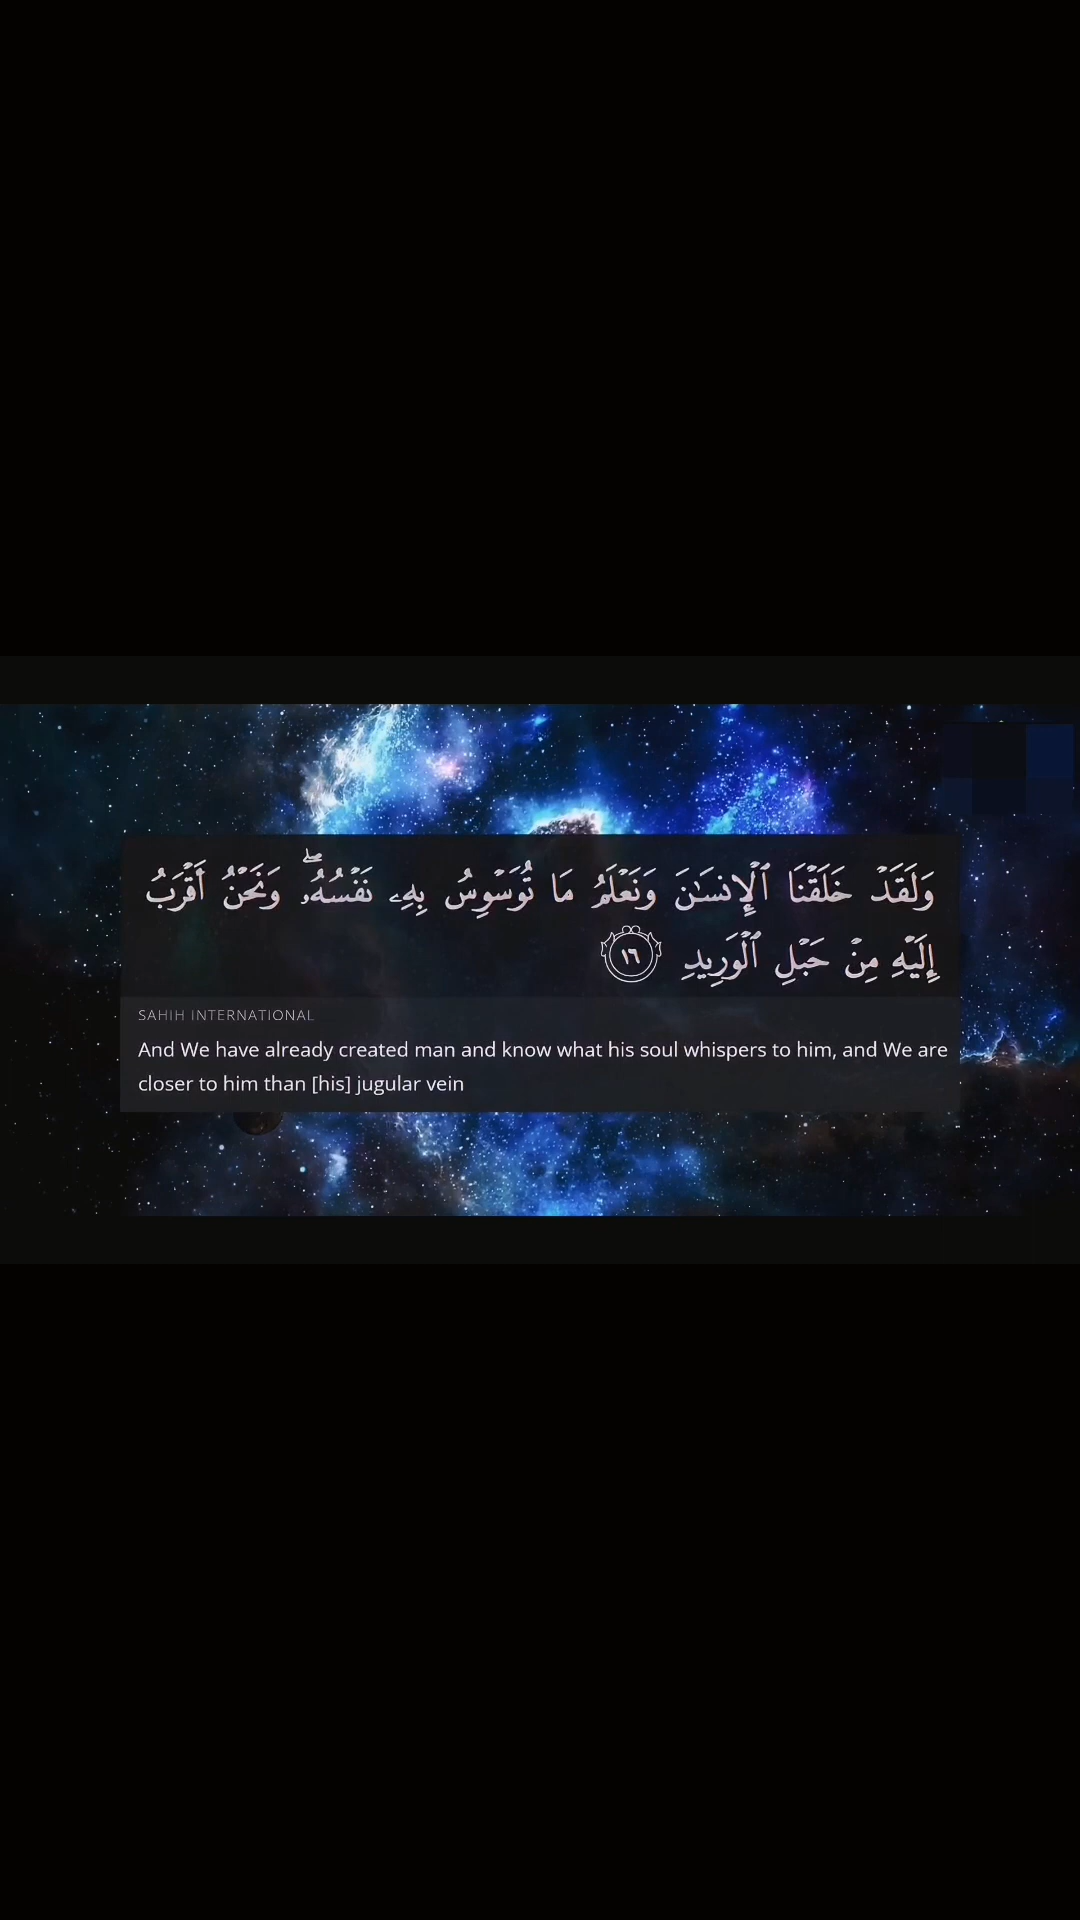 وَلَقَدْ خَلَقْنَا ٱلْإِنسَـٰنَ وَنَعْلَمُ مَا تُوَسْوِسُ بِهِۦ نَفْسُهُۥ ۖ وَنَحْنُ أَقْرَبُ
إِلَيْهِ مِنْ حَبْلِ ٱلْوَرِيدِ ١٦
SAHIH INTERNATIONAL
And We have already created man and know what his soul whispers to him, and We are
closer to him than [his] jugular vein